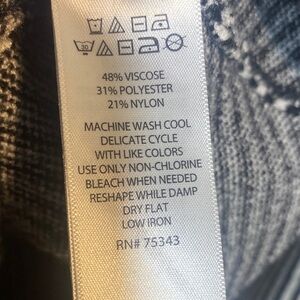 30
48% VISCOSE
31% POLYESTER
21% NYLON
MACHINE WASH COOL
DELICATE CYCLE
WITH LIKE COLORS
USE ONLY NON-CHLORINE
BLEACH WHEN NEEDED
RESHAPE WHILE DAMP
DRY FLAT
LOW IRON
RN# 75343